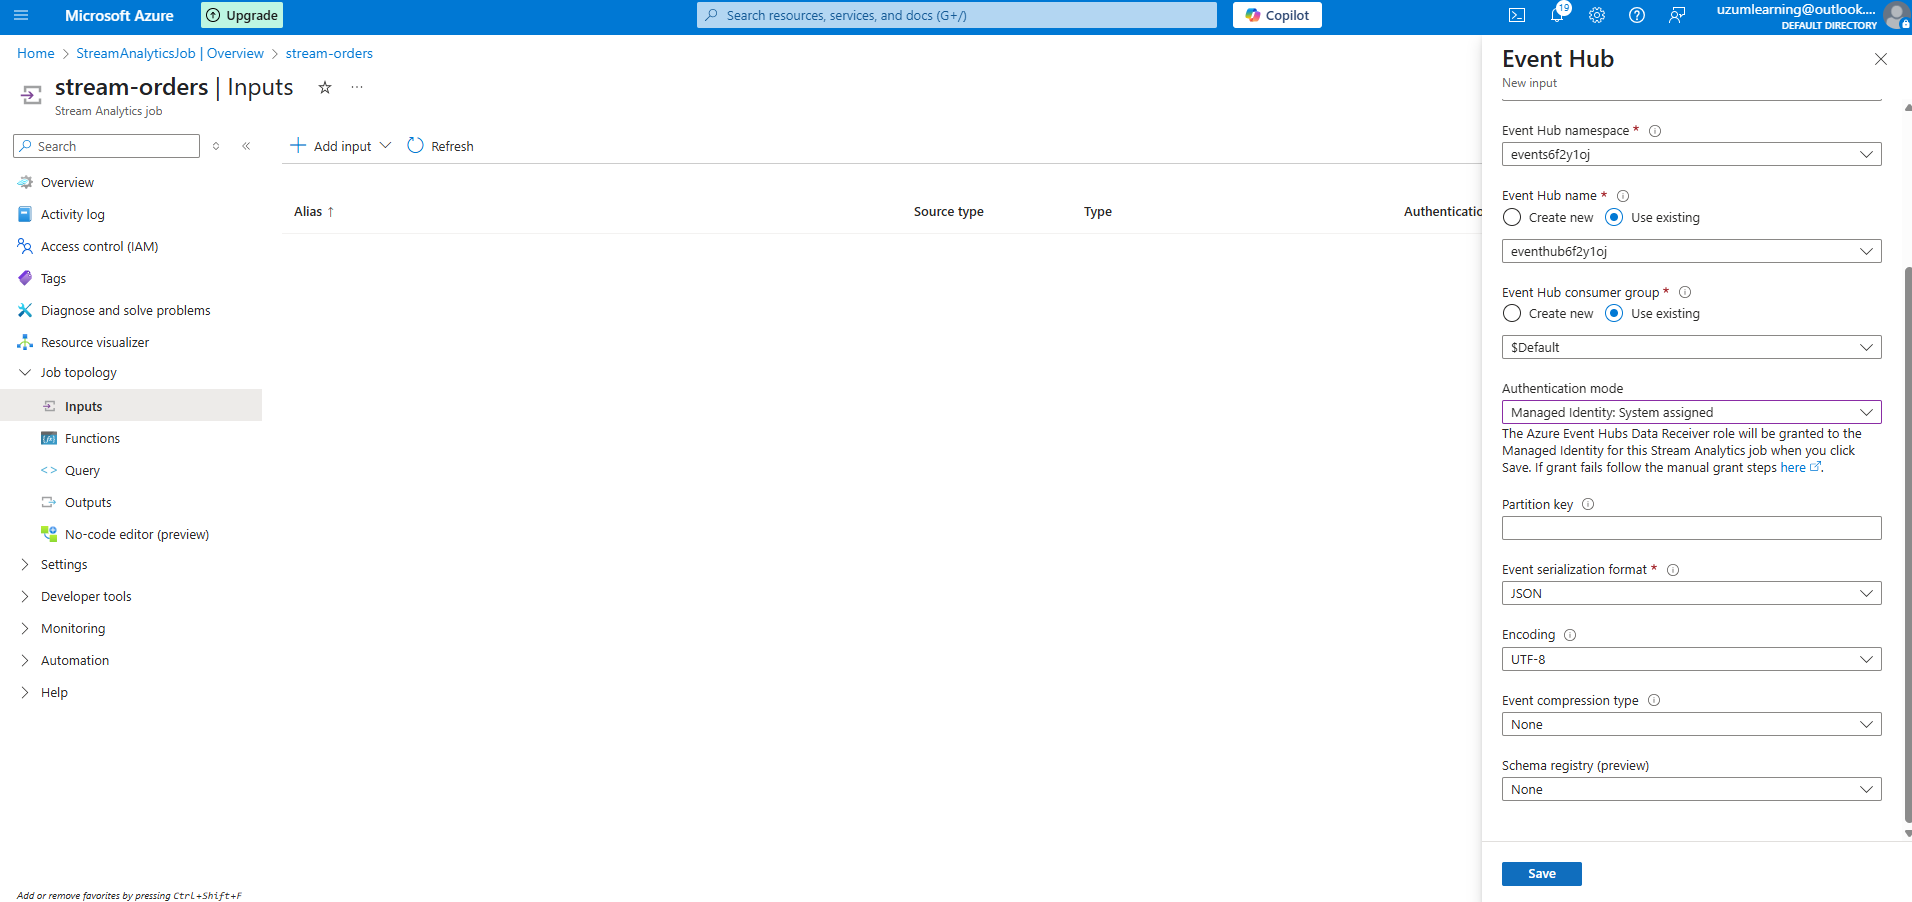 Microsoft Azure
Upgrade
Search resources, services, and docs (G+/)
Copilot
19
uzumlearning@outlook....
DEFAULT DIRECTORY
Home > StreamAnalyticsJob | Overview > stream-orders
stream-orders | Inputs
Stream Analytics job
Search
Overview
Activity log
Access control (IAM)
Tags
Diagnose and solve problems
Resource visualizer
Job topology
Inputs
Functions
Query
Outputs
No-code editor (preview)
Settings
Developer tools
Monitoring
Automation
Help
Add or remove favorites by pressing Ctrl+Shift+F
Add input
Refresh
Alias ↑
Source type
Type
Authenticatio
Event Hub
New input
Event Hub namespace *
events6f2y1oj
Event Hub name *
Create new
Use existing
eventhub6f2y1oj
Event Hub consumer group *
Create new
Use existing
$Default
Authentication mode
Managed Identity: System assigned
The Azure Event Hubs Data Receiver role will be granted to the
Managed Identity for this Stream Analytics job when you click
Save. If grant fails follow the manual grant steps here.
Partition key
Event serialization format *
JSON
Encoding
UTF-8
Event compression type
None
Schema registry (preview)
None
Save